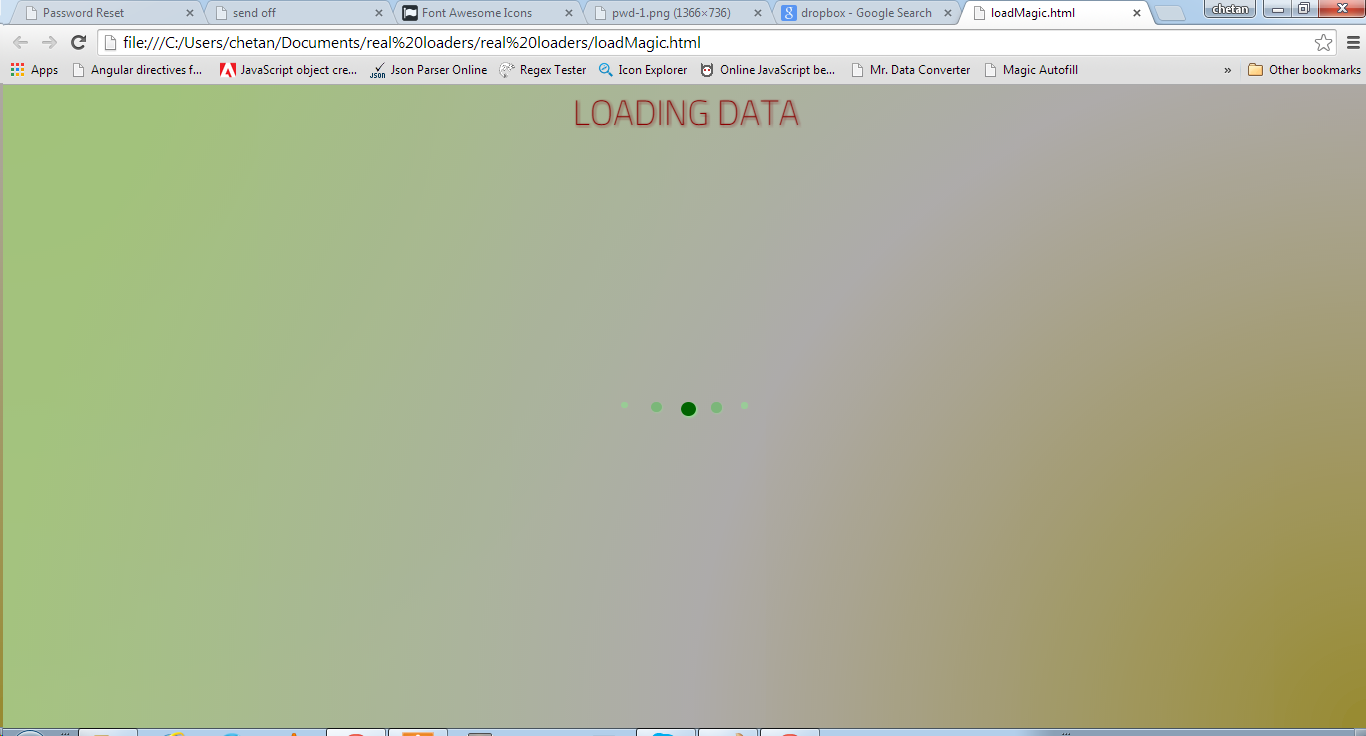 Password Reset
send off
Font Awesome Icons
pwd-1.png (1366×736)
dropbox - Google Search
loadMagic.html
chetan
file:///C:/Users/chetan/Documents/real%20loaders/real%20loaders/loadMagic.html
Apps
Angular directives f...
JavaScript object cre...
Json Parser Online
Regex Tester
Icon Explorer
Online JavaScript be...
Mr. Data Converter
Magic Autofill
»
Other bookmarks
LOADING DATA